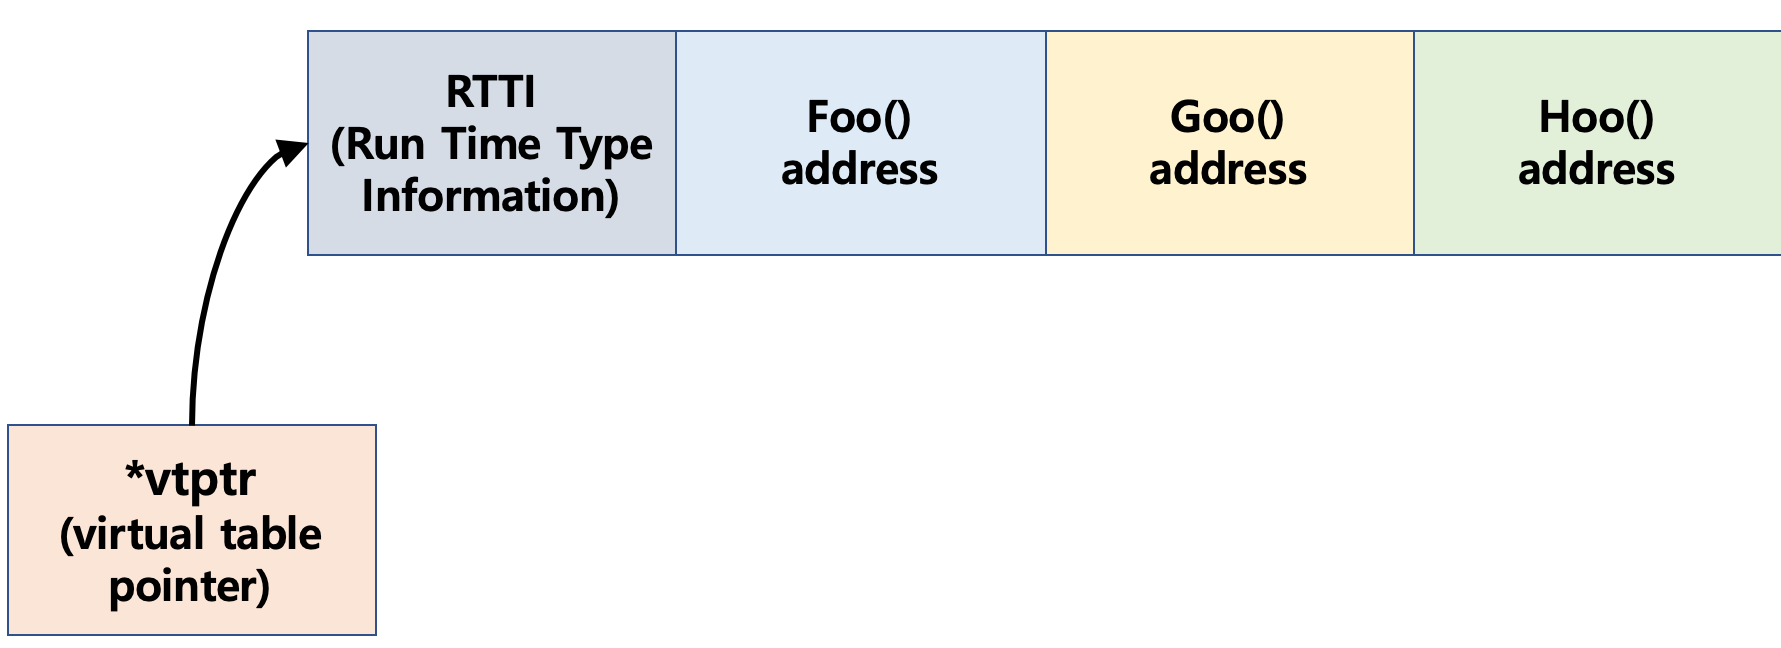 RTTI
(Run Time Type
Information)
Foo()
address
Goo()
address
Hoo()
address
*vtptr
(virtual table
pointer)